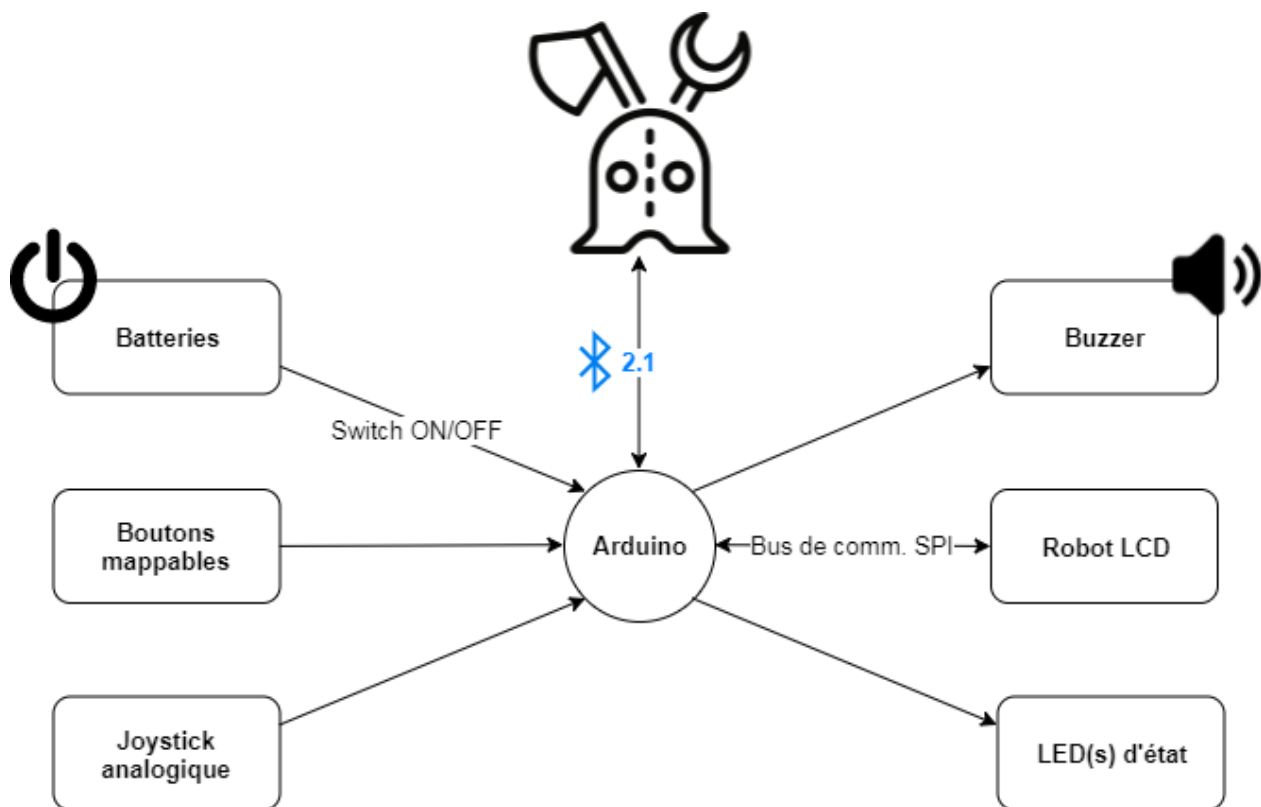 2.1
Batteries
Buzzer
Switch ON/OFF
Boutons
mappables
Arduino
Bus de comm. SPI
Robot LCD
Joystick
analogique
LED(s) d'état